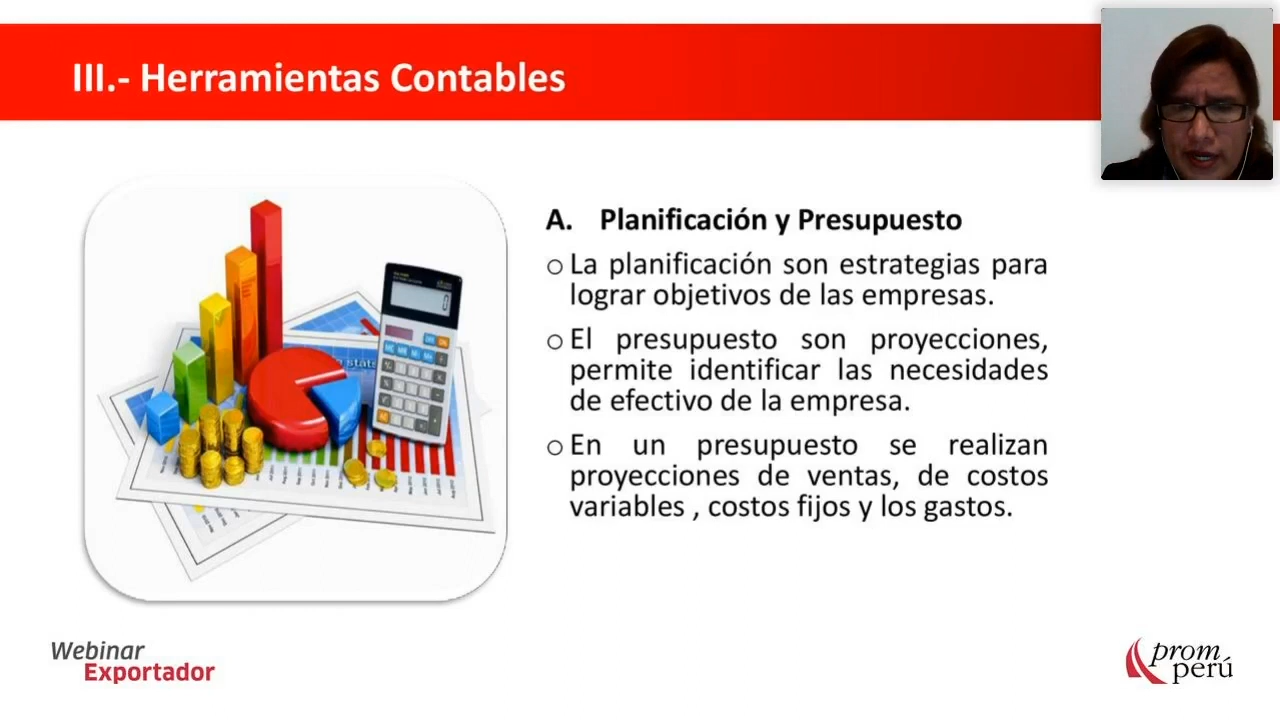 III.- Herramientas Contables
A. Planificación y Presupuesto
o La planificación son estrategias para
lograr objetivos de las empresas.
o El presupuesto son proyecciones,
permite identificar las necesidades
de efectivo de la empresa.
o En un presupuesto se realizan
proyecciones de ventas, de costos
variables , costos fijos y los gastos.
Webinar
Exportador
prom
perú